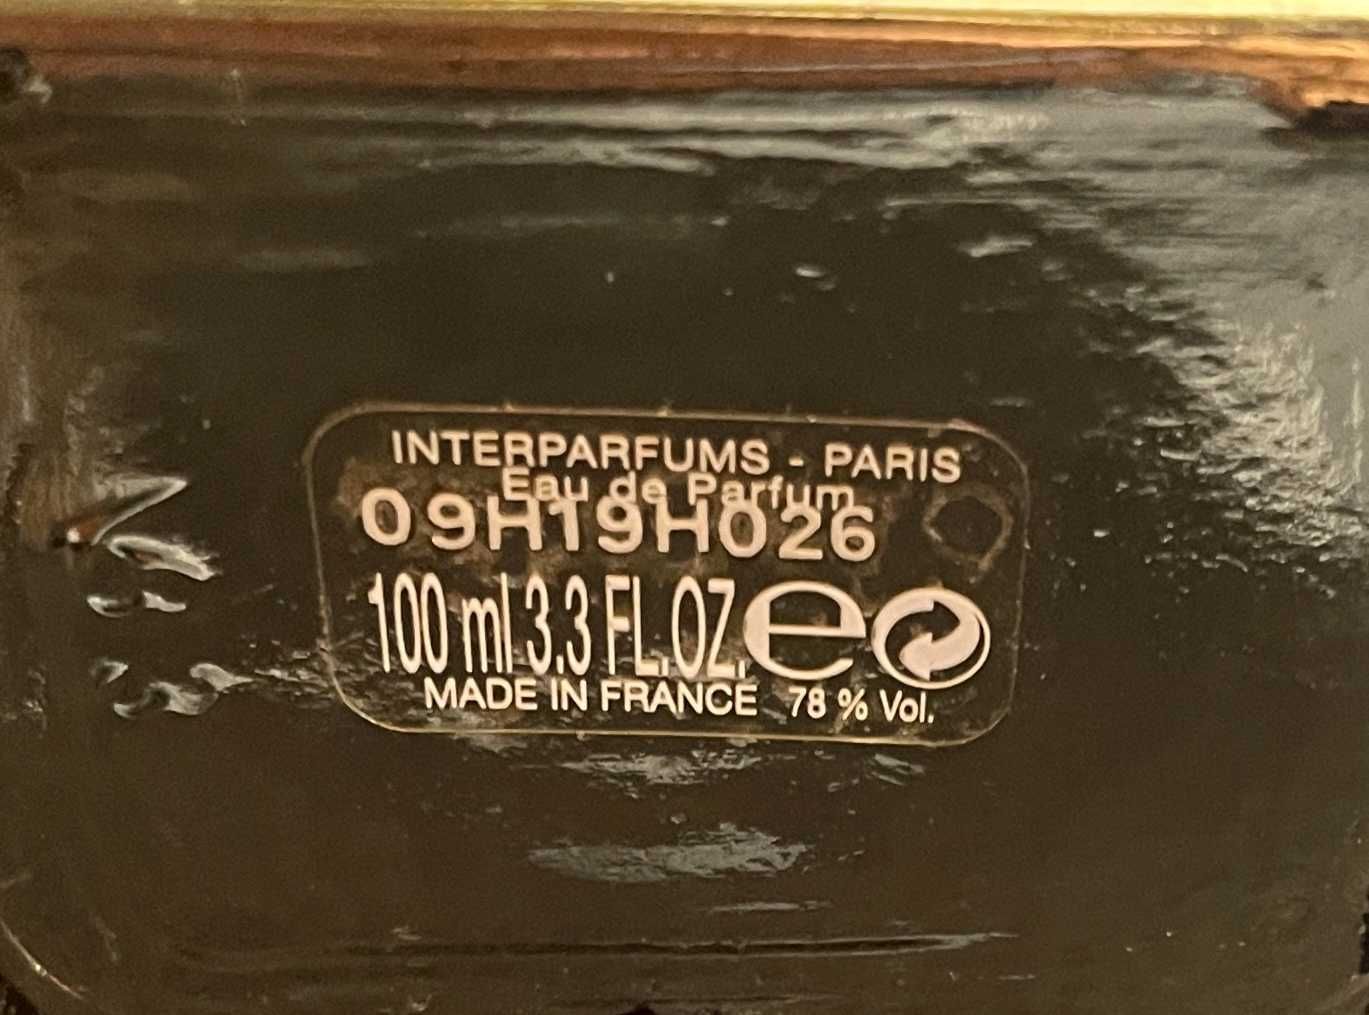 INTERPARFUMS - PARIS
Eau de Parfum
09H19H026
100 ml 3.3 FL.OZ. e
MADE IN FRANCE 78 % Vol.